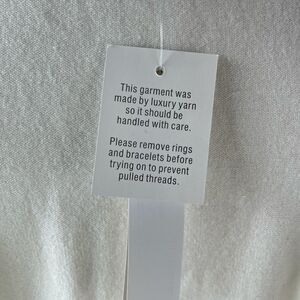 This garment was
made by luxury yarn
so it should be
handled with care.
Please remove rings
and bracelets before
trying on to prevent
pulled threads.